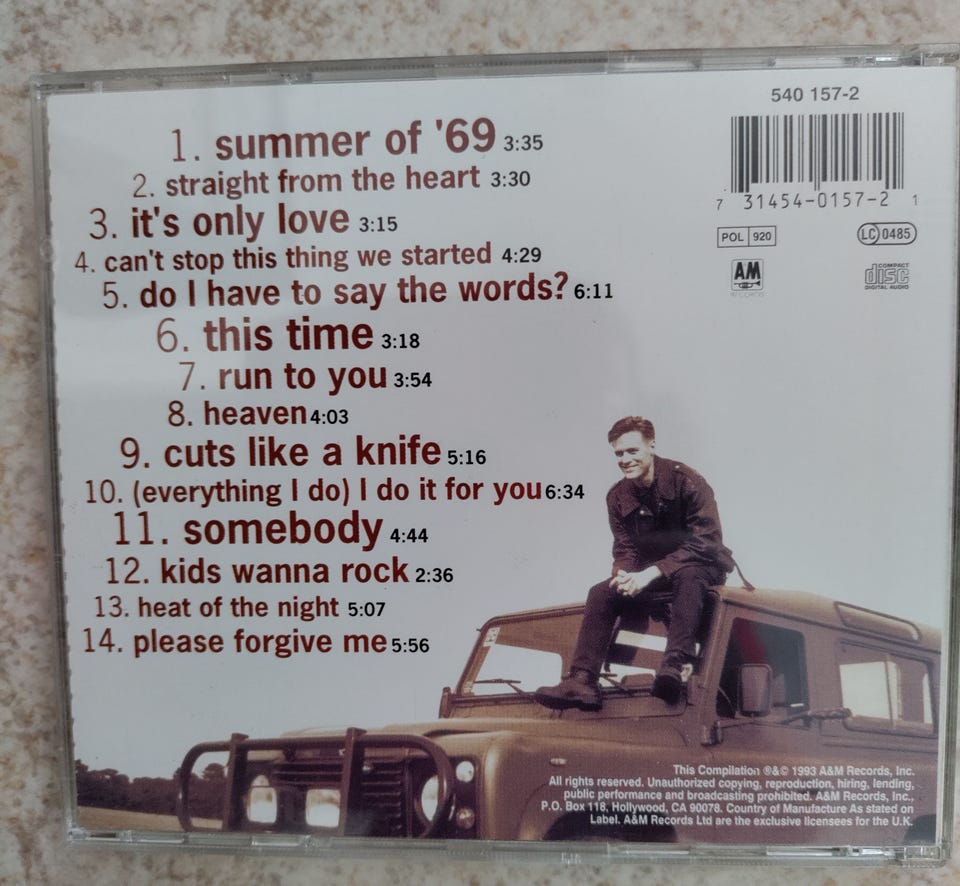 540 157-2
1. summer of '69 3:35
2. straight from the heart 3:30
3. it's only love 3:15
4. can't stop this thing we started 4:29
5. do I have to say the words? 6:11
6. this time 3:18
7. run to you 3:54
8. heaven 4:03
9. cuts like a knife 5:16
10. (everything I do) I do it for you 6:34
11. somebody 4:44
12. kids wanna rock 2:36
13. heat of the night 5:07
14. please forgive me 5:56
7 31454-0157-2 1
POL 920
LC 0485
AM
RECORDS
COMPACT
disc
DIGITAL AUDIO
This Compilation ®&© 1993 A&M Records, Inc.
All rights reserved. Unauthorized copying, reproduction, hiring, lending,
public performance and broadcasting prohibited. A&M Records, Inc.,
P.O. Box 118, Hollywood, CA 90078. Country of Manufacture As stated on
Label. A&M Records Ltd are the exclusive licensees for the U.K.